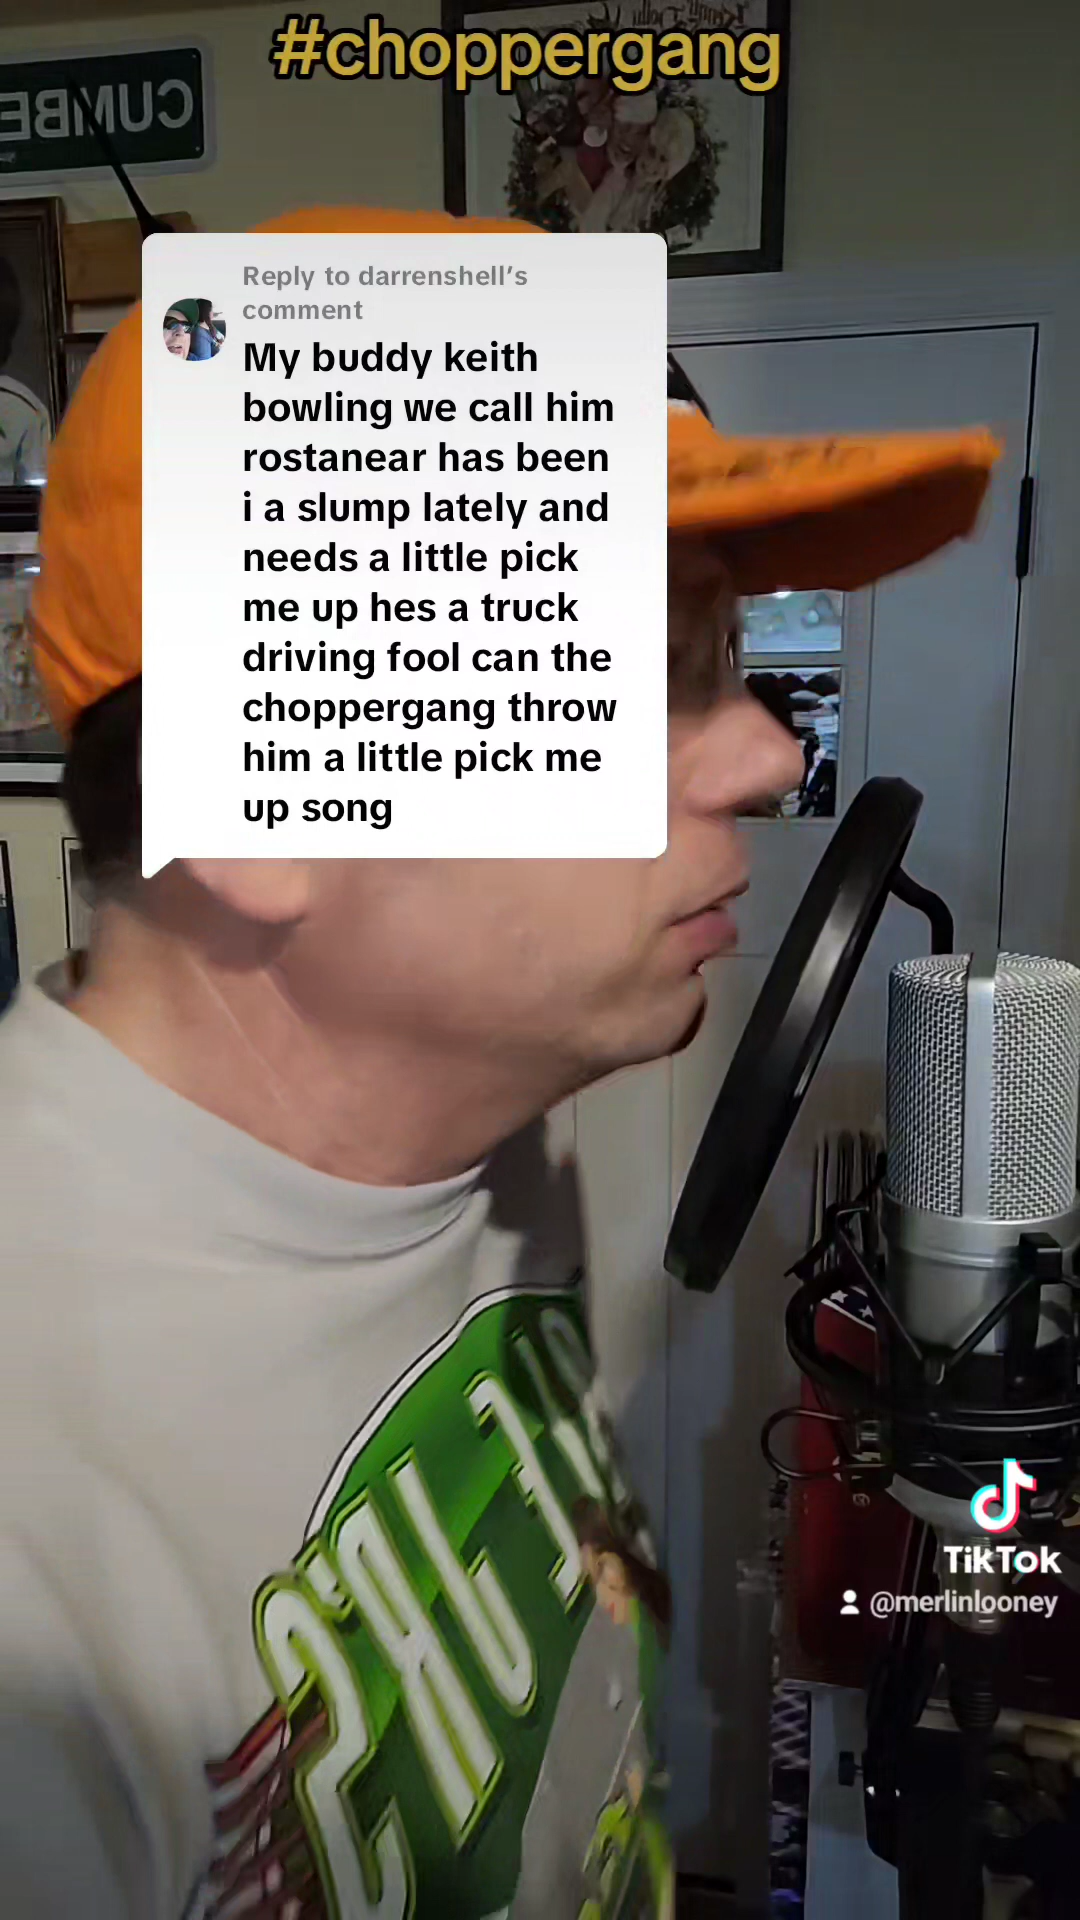 #choppergang
CUMBE
Reply to darrenshell's
comment
My buddy keith
bowling we call him
rostanear has been
i a slump lately and
needs a little pick
me up hes a truck
driving fool can the
choppergang throw
him a little pick me
up song
TikTok
@merlinlooney